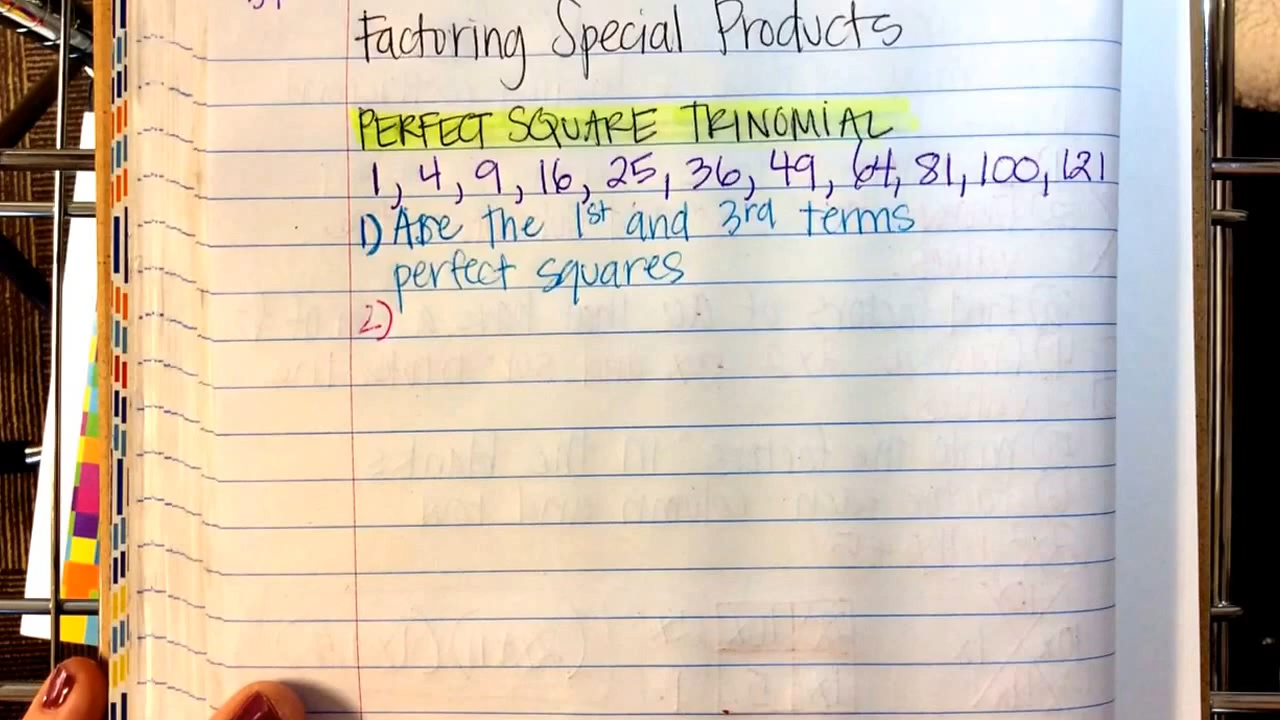 Factoring Special Products
PERFECT SQUARE TRINOMIAL
1, 4, 9, 16, 25, 36, 49, 64, 81, 100, 121
1) Are the 1st and 3rd terms
perfect squares
2)